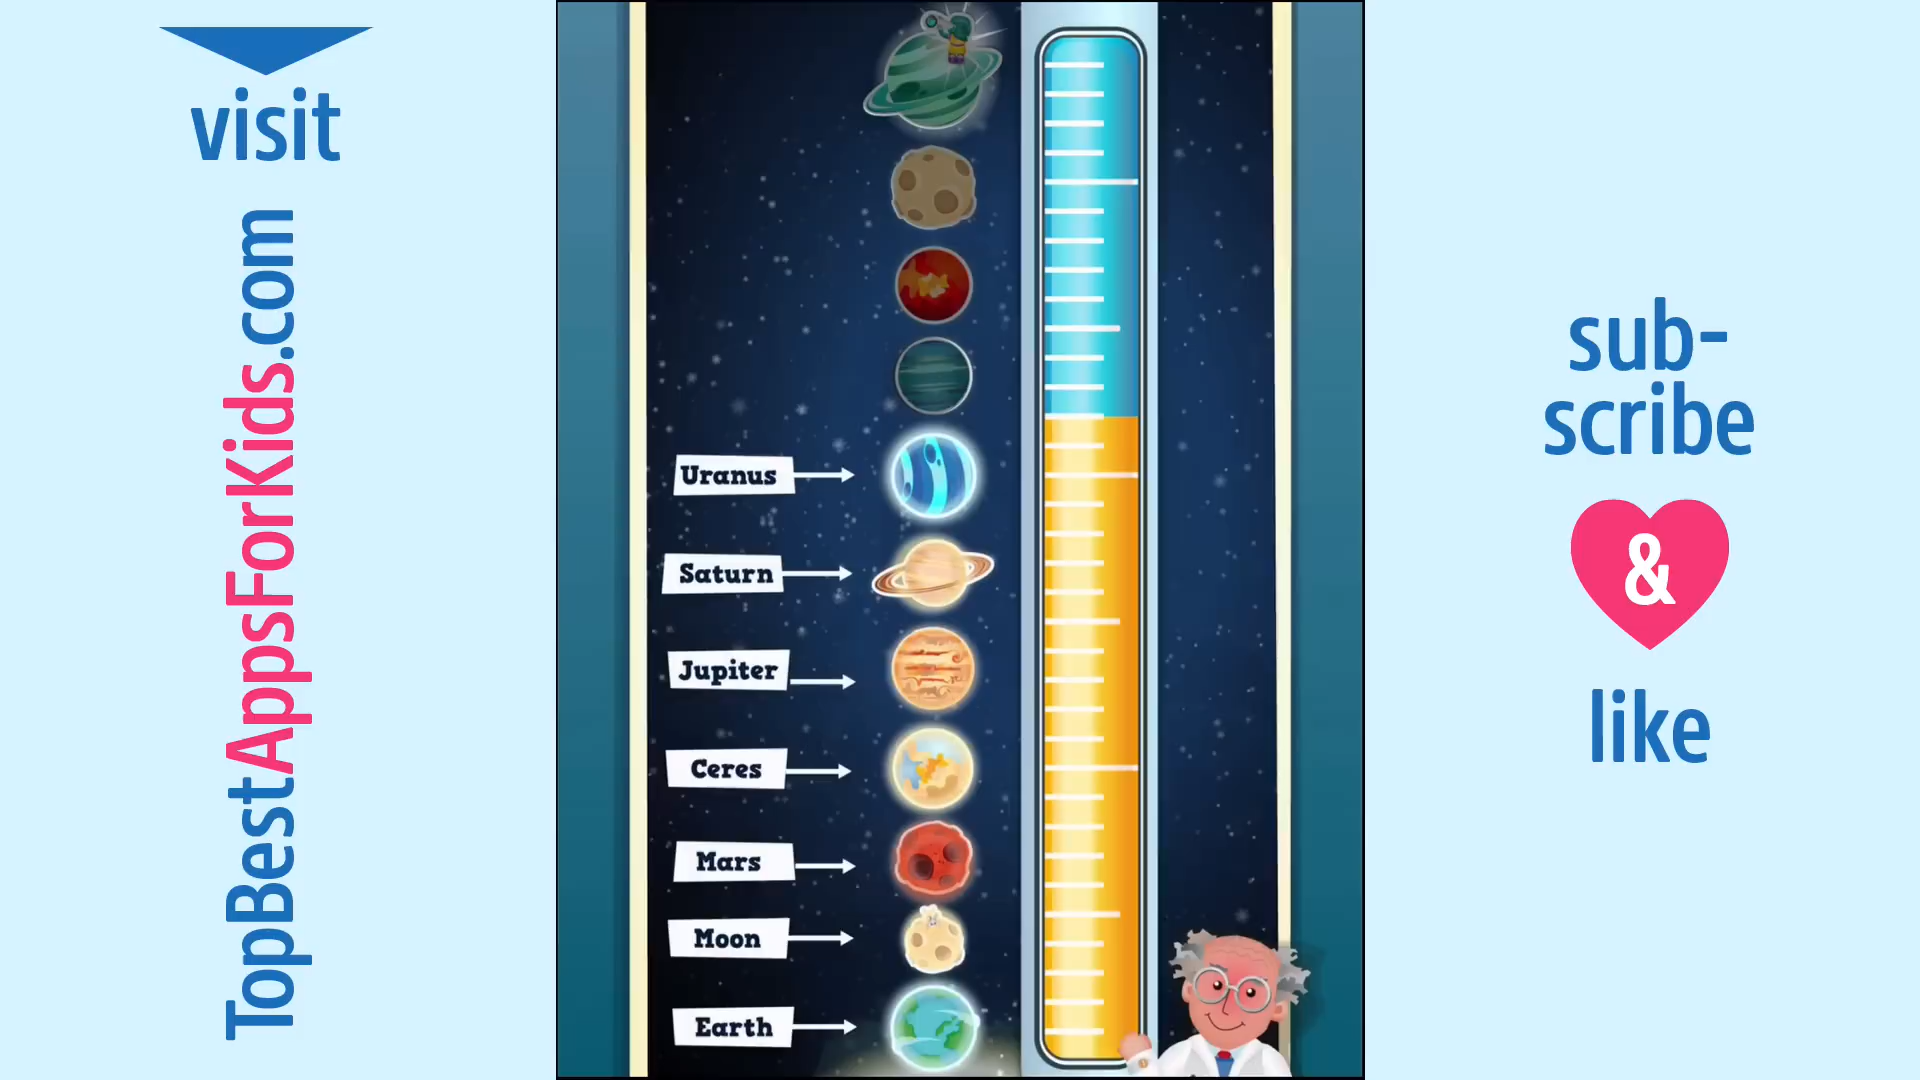 visit
TopBestAppsForKids.com
Uranus
Saturn
Jupiter
Ceres
Mars
Moon
Earth
sub-
scribe
&
like